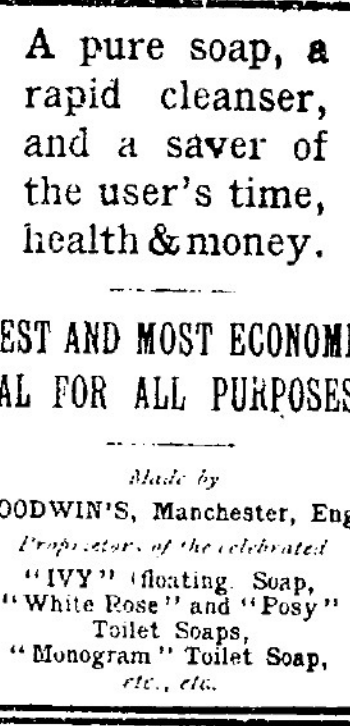 A pure soap, a
rapid cleanser,
and a saver of
the user's time,
health & money.
EST AND MOST ECONOMI
AL FOR ALL PURPOSES
Made by
OODWIN'S, Manchester, Eng
Proprietors of the celebrated
"IVY" (floating. Soap,
"White Rose" and "Posy"
Toilet Soaps,
"Monogram" Toilet Soap,
etc., etc.